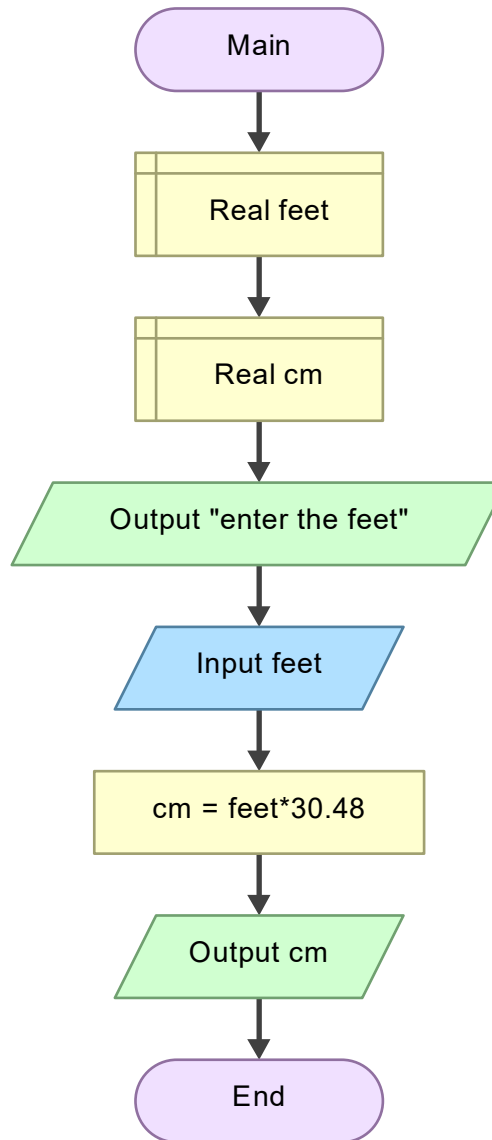 Main
Real feet
Real cm
Output "enter the feet"
Input feet
cm = feet*30.48
Output cm
End